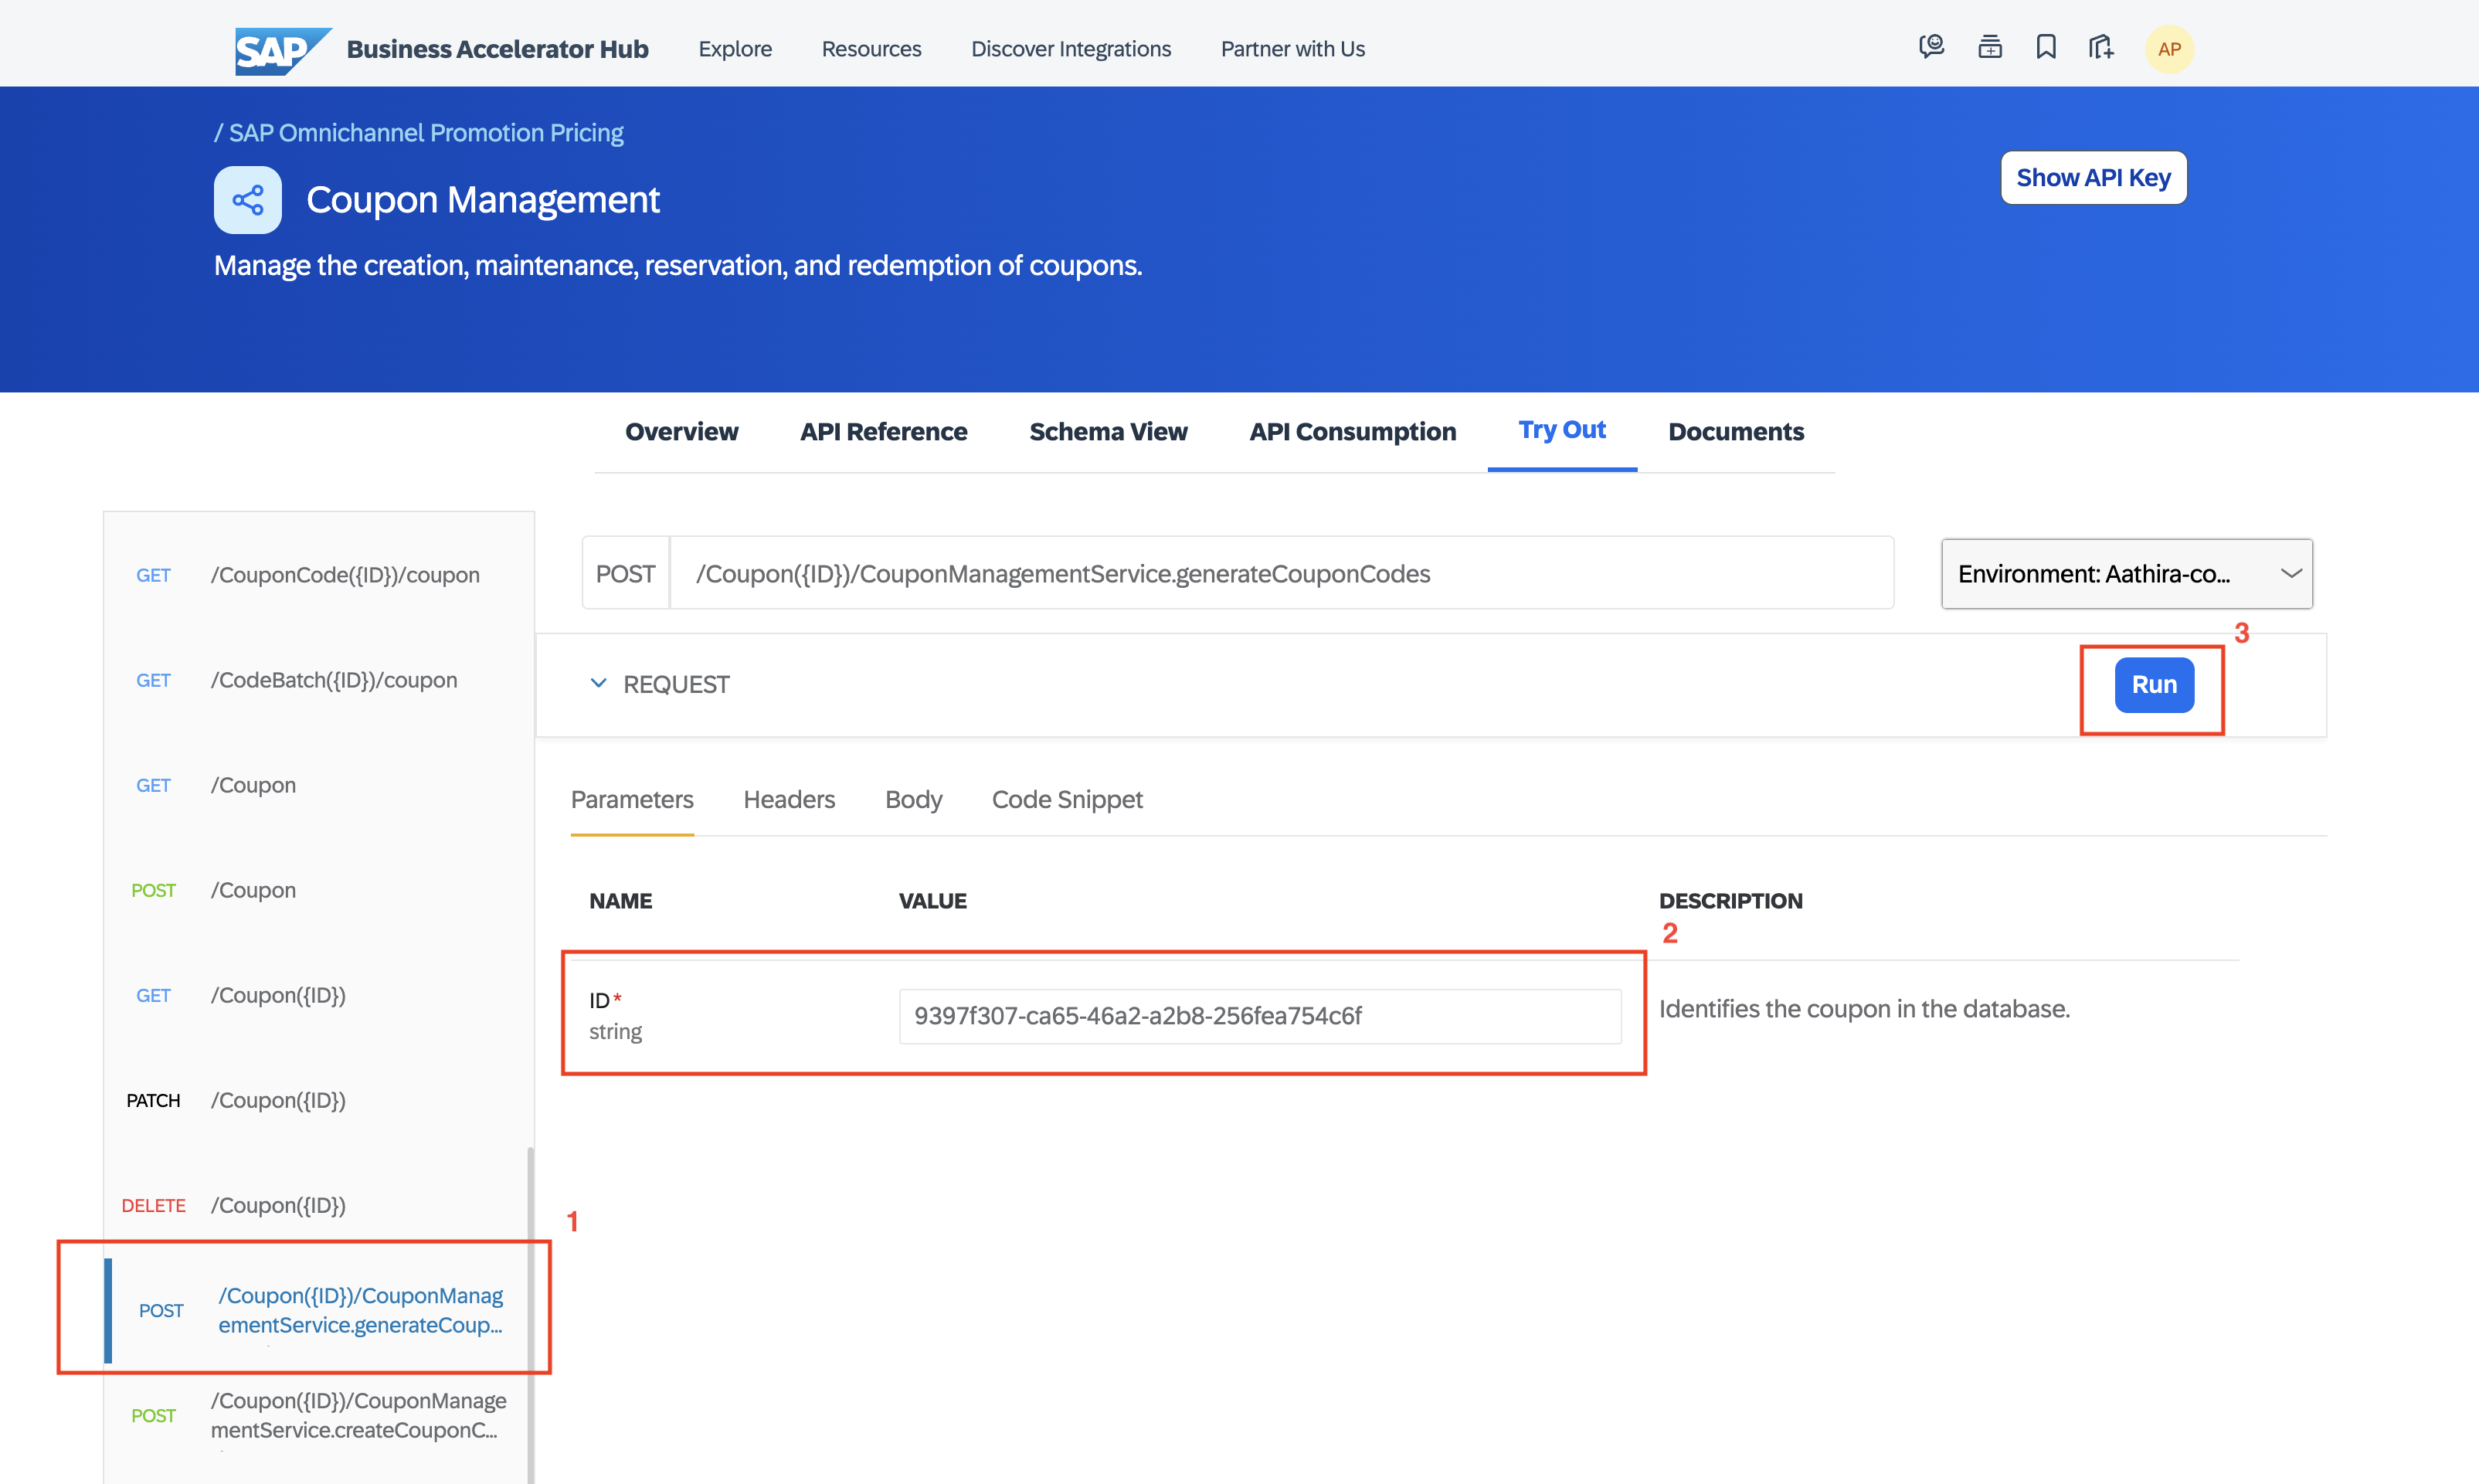 SAP Business Accelerator Hub Explore Resources Discover Integrations Partner with Us AP
/ SAP Omnichannel Promotion Pricing
Coupon Management
Show API Key
Manage the creation, maintenance, reservation, and redemption of coupons.
Overview API Reference Schema View API Consumption Try Out Documents
GET /CouponCode({ID})/coupon
GET /CodeBatch({ID})/coupon
GET /Coupon
POST /Coupon
GET /Coupon({ID})
PATCH /Coupon({ID})
DELETE /Coupon({ID})
1
POST /Coupon({ID})/CouponManag
ementService.generateCoup...
POST /Coupon({ID})/CouponManage
mentService.createCouponC...
POST /Coupon({ID})/CouponManagementService.generateCouponCodes
Environment: Aathira-co...
3
REQUEST
Run
Parameters Headers Body Code Snippet
NAME VALUE DESCRIPTION
2
ID*
string
9397f307-ca65-46a2-a2b8-256fea754c6f
Identifies the coupon in the database.